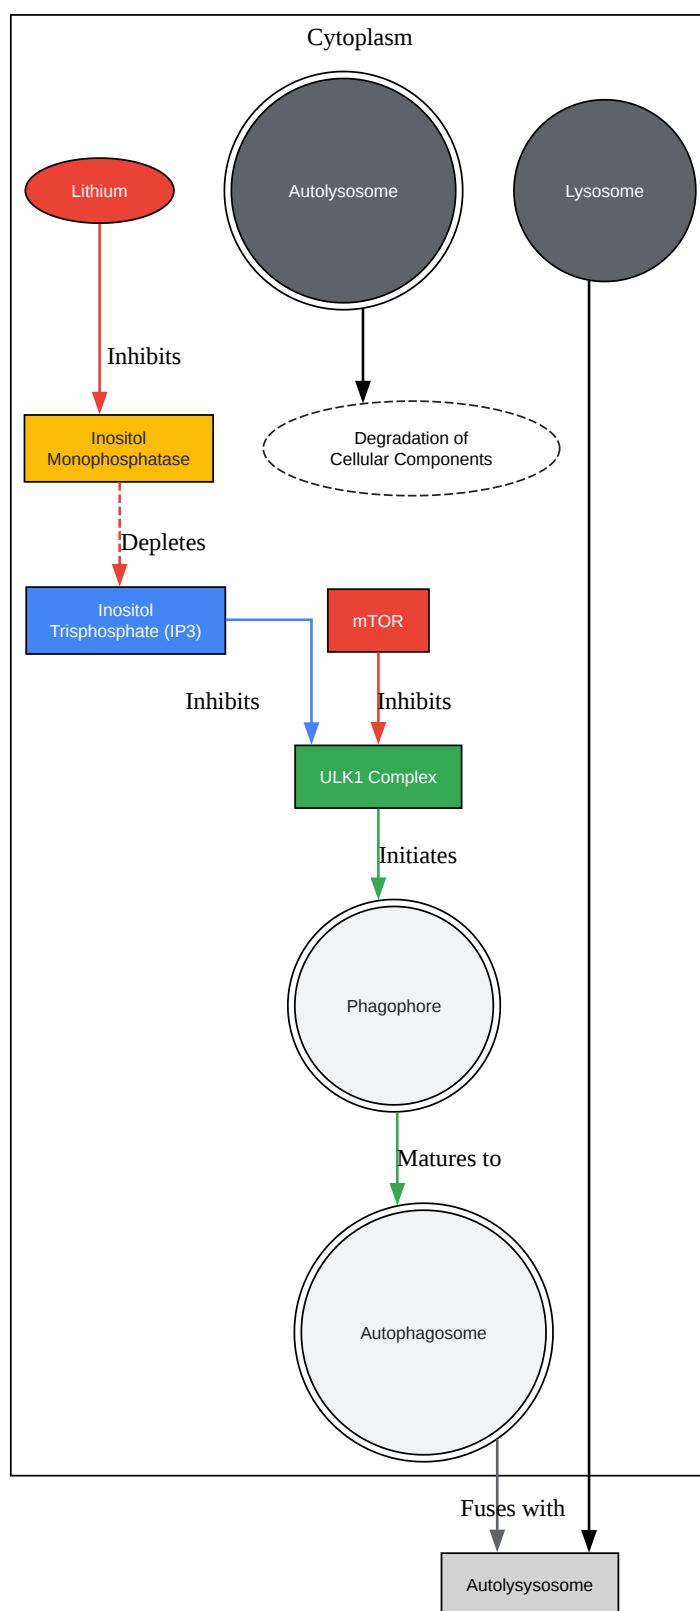 Cytoplasm
Lithium
Autolysosome
Lysosome
Inhibits
Inositol
Monophosphatase
Degradation of
Cellular Components
Depletes
Inositol
Trisphosphate (IP3)
mTOR
Inhibits
Inhibits
ULK1 Complex
Initiates
Phagophore
Matures to
Autophagosome
Fuses with
Autolysysosome